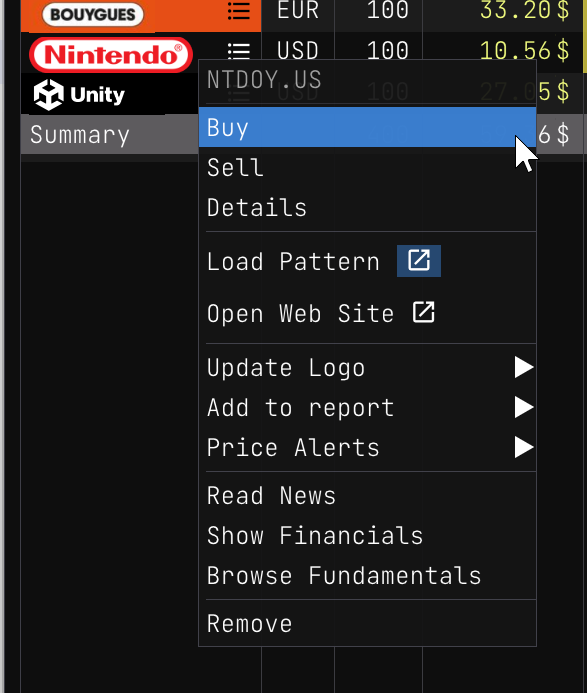 BOUYGUES EUR 100 33.20$
Nintendo® USD 100 10.56$
NTDOY.US
Unity USD 100 27.05$
Summary 6$
Buy
Sell
Details
Load Pattern
Open Web Site
Update Logo
Add to report
Price Alerts
Read News
Show Financials
Browse Fundamentals
Remove